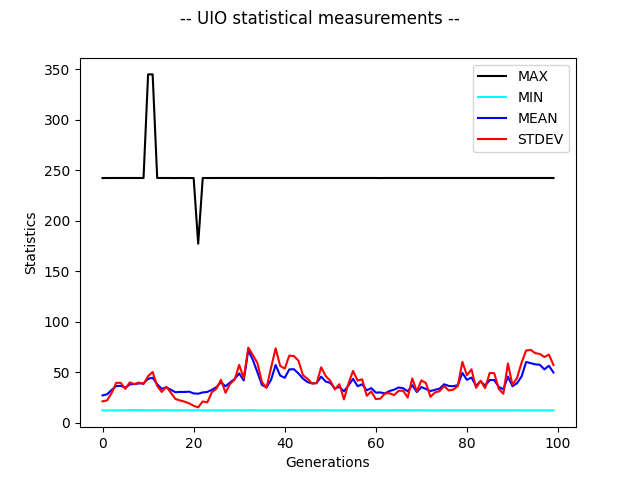 -- UIO statistical measurements --
MAX
MIN
MEAN
STDEV
Statistics
350
300
250
200
150
100
50
0
0 20 40 60 80 100
Generations